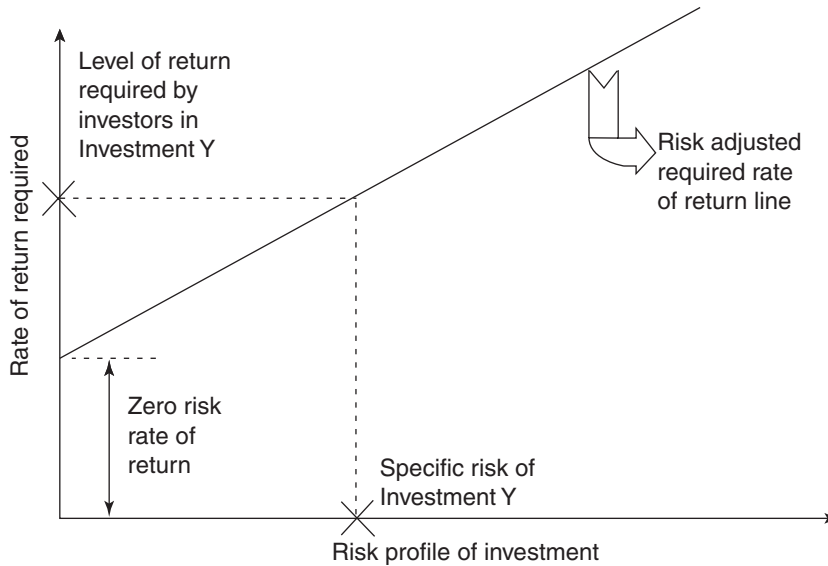 Level of return
required by
investors in
Investment Y
Rate of return required
Risk adjusted
required rate
of return line
Zero risk
rate of
return
Specific risk of
Investment Y
Risk profile of investment